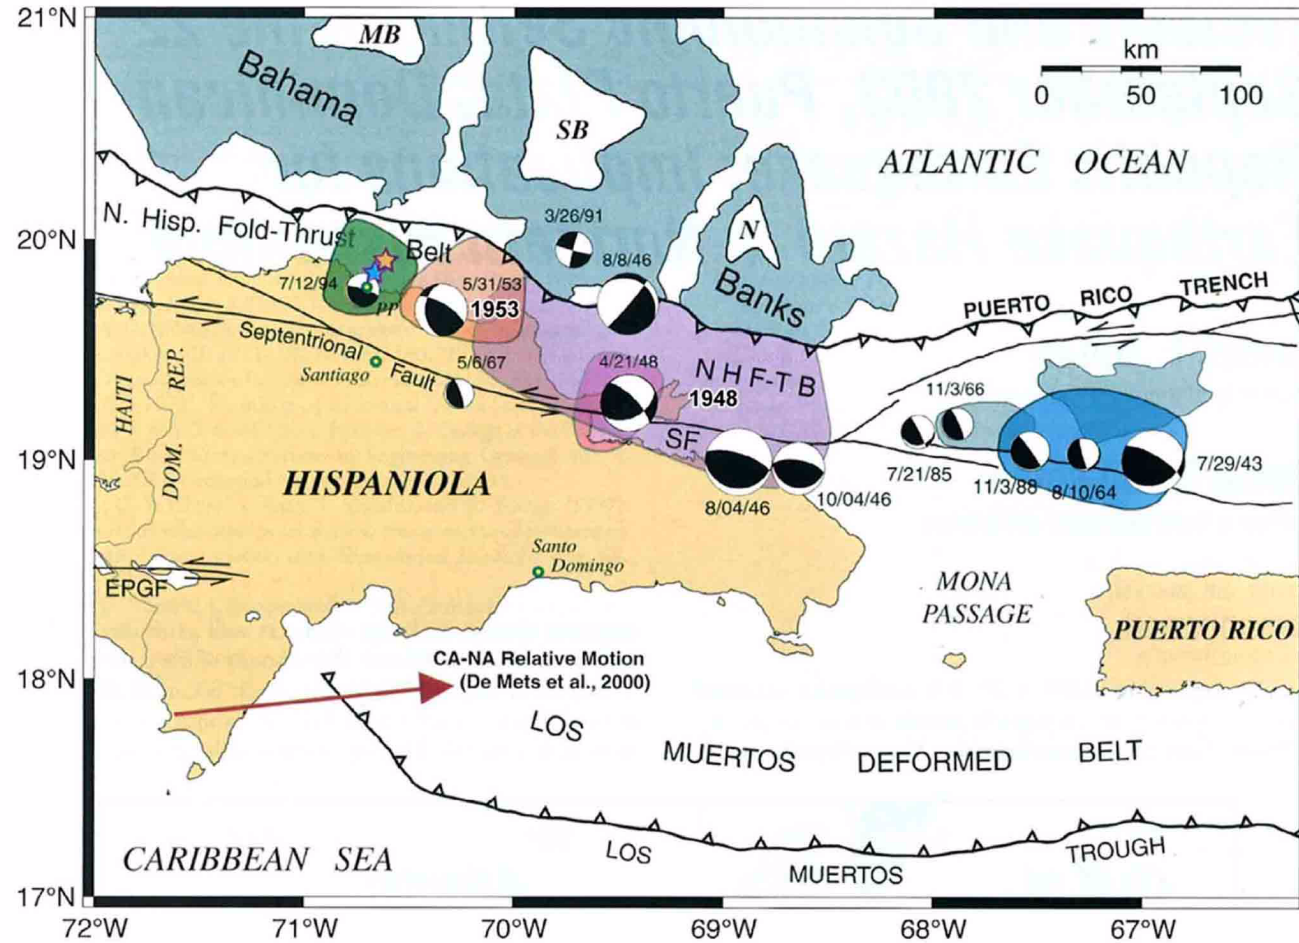 21°N
20°N
19°N
18°N
17°N
72°W
71°W
70°W
69°W
68°W
67°W
MB
Bahama
SB
km
0 50 100
ATLANTIC OCEAN
N. Hisp. Fold-Thrust Belt
3/26/91
8/8/46
N
Banks
PUERTO RICO TRENCH
7/12/94
PP
5/31/53
1953
Septentrional Fault
Santiago
5/6/67
4/21/48
1948
N H F-T B
SF
HAITI
DOM. REP.
HISPANIOLA
8/04/46
10/04/46
11/3/66
7/21/85
11/3/88
8/10/64
7/29/43
Santo
Domingo
EPGF
MONA
PASSAGE
PUERTO RICO
CA-NA Relative Motion
(De Mets et al., 2000)
LOS MUERTOS DEFORMED BELT
LOS MUERTOS TROUGH
CARIBBEAN SEA